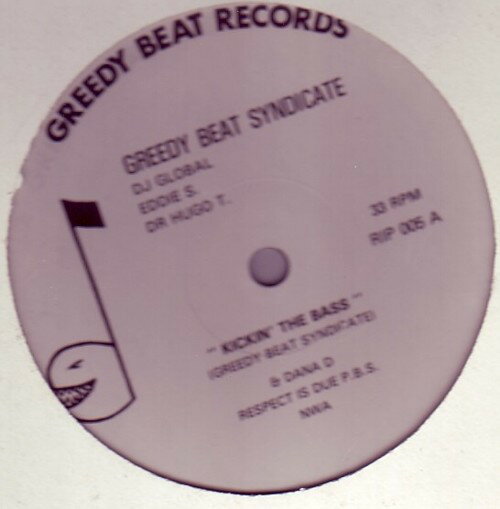 GREEDY BEAT RECORDS
GREEDY BEAT SYNDICATE
DJ GLOBAL
EDDIE S.
DR HUGO T.
33 RPM
RIP 005 A
" KICKIN' THE BASS "
(GREEDY BEAT SYNDICATE)
& DANA D
RESPECT IS DUE P.B.S.
NWA